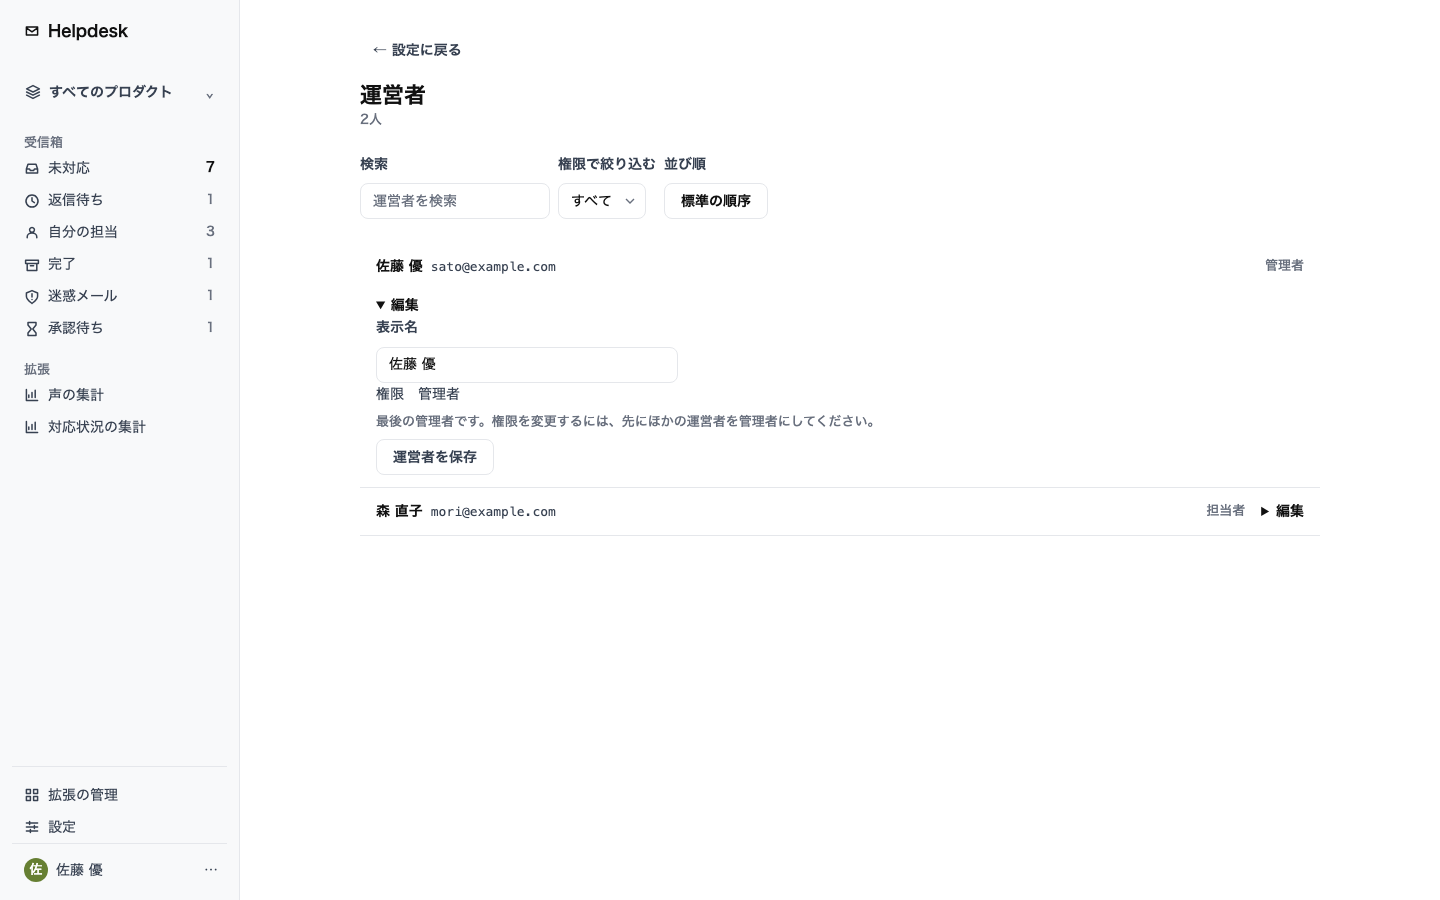 Helpdesk
すべてのプロダクト
受信箱
未対応 7
返信待ち 1
自分の担当 3
完了 1
迷惑メール 1
承認待ち 1
拡張
声の集計
対応状況の集計
拡張の管理
設定
佐 佐藤 優 …
← 設定に戻る
運営者
2人
検索 権限で絞り込む 並び順
運営者を検索 すべて 標準の順序
佐藤 優 sato@example.com 管理者
▼ 編集
表示名
佐藤 優
権限 管理者
最後の管理者です。権限を変更するには、先にほかの運営者を管理者にしてください。
運営者を保存
森 直子 mori@example.com 担当者 ▶ 編集